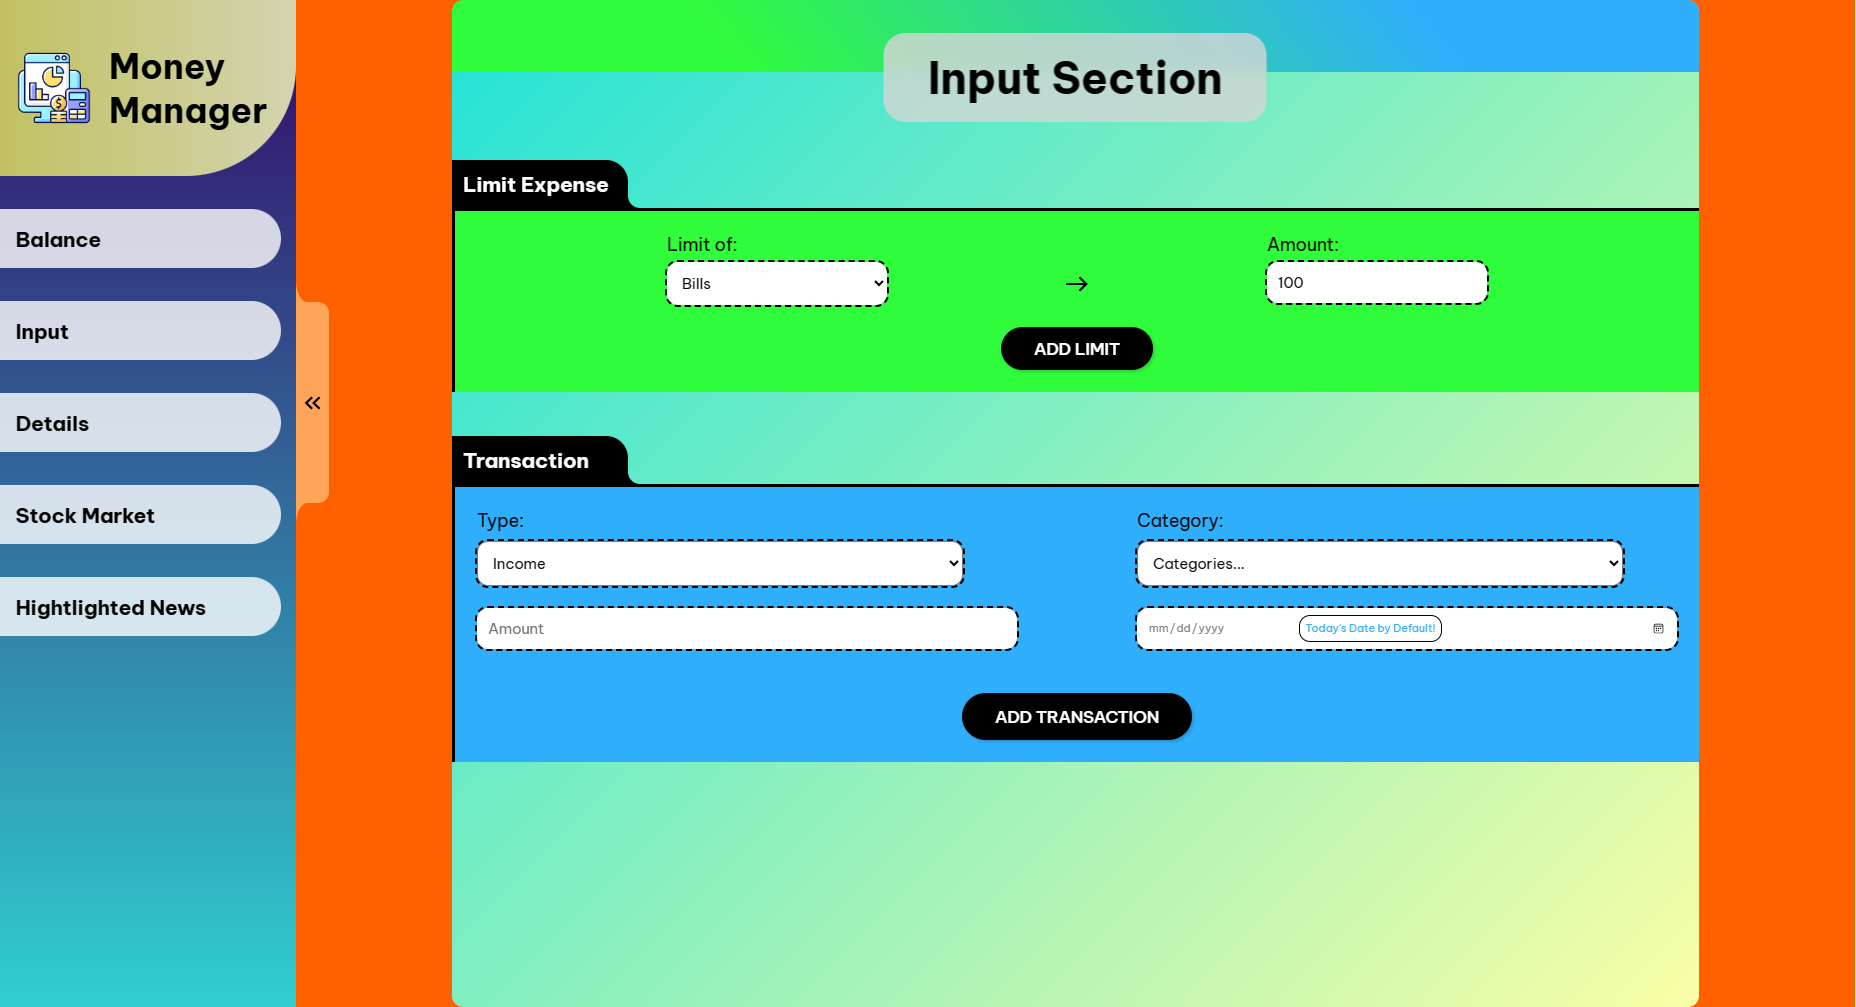 Money
Manager
Balance
Input
Details
Stock Market
Hightlighted News
Input Section
Limit Expense
Limit of:
Amount:
Bills
100
ADD LIMIT
Transaction
Type:
Category:
Income
Categories...
Amount
mm/dd/yyyy
Today's Date by Default!
ADD TRANSACTION